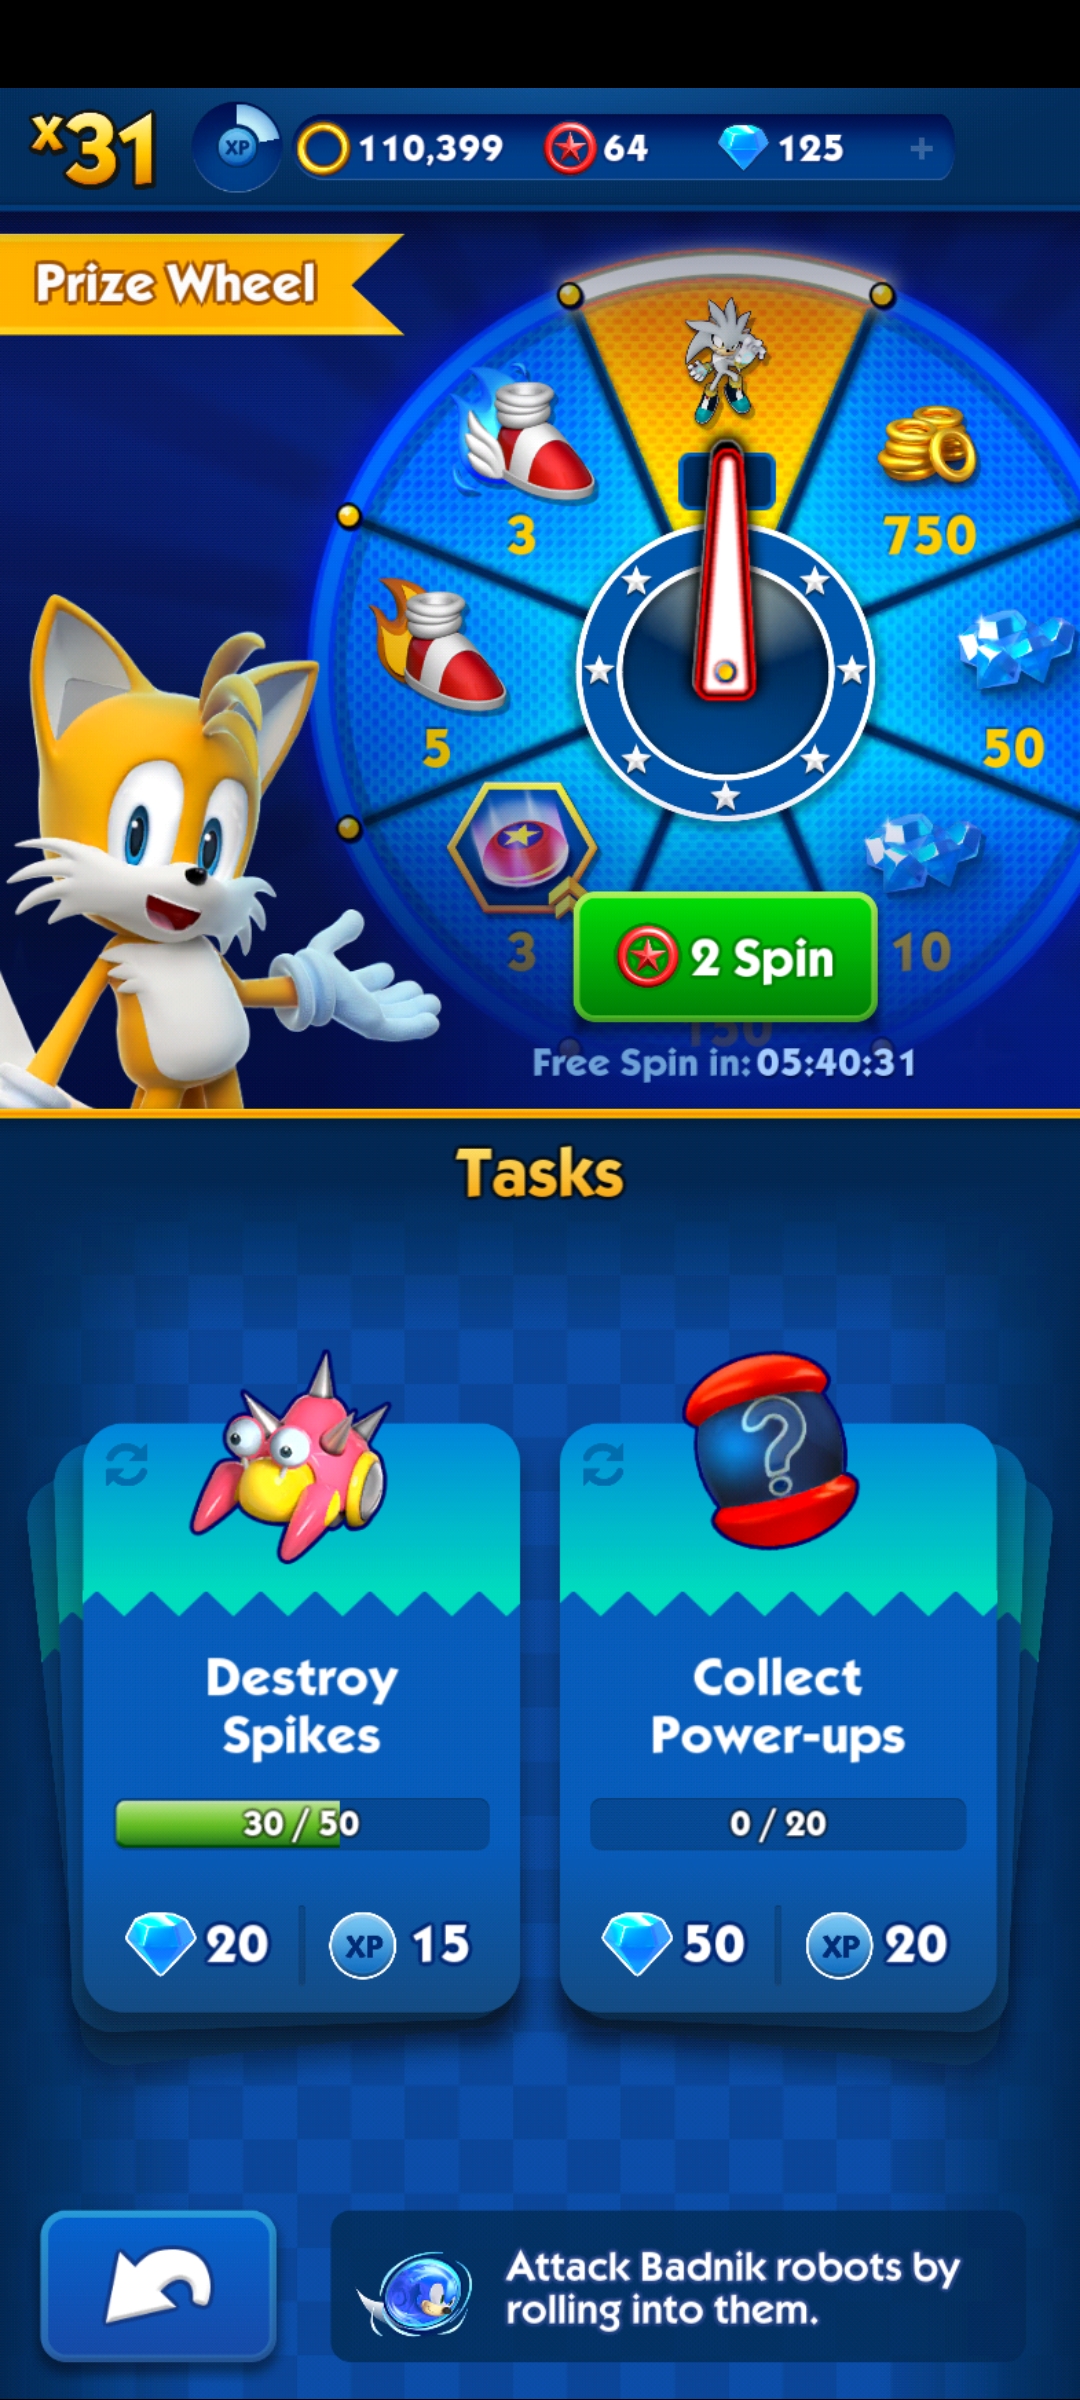 x31
XP
110,399
64
125
+
Prize Wheel
3
750
5
50
3
10
150
2 Spin
Free Spin in: 05:40:31
Tasks
?
Destroy
Spikes
30 / 50
20
XP 15
Collect
Power-ups
0 / 20
50
XP 20
Attack Badnik robots by
rolling into them.